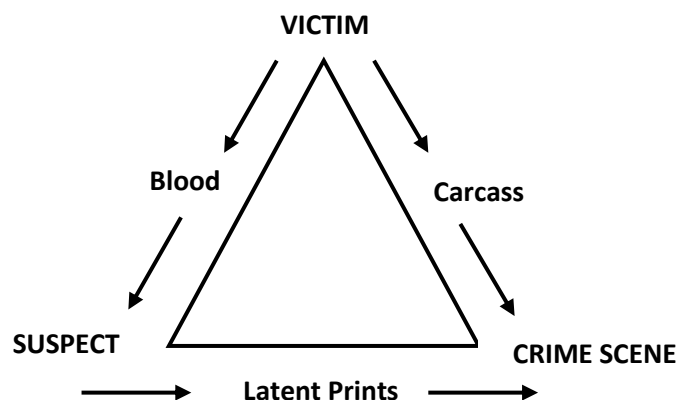 VICTIM
Blood
Carcass
SUSPECT
CRIME SCENE
Latent Prints